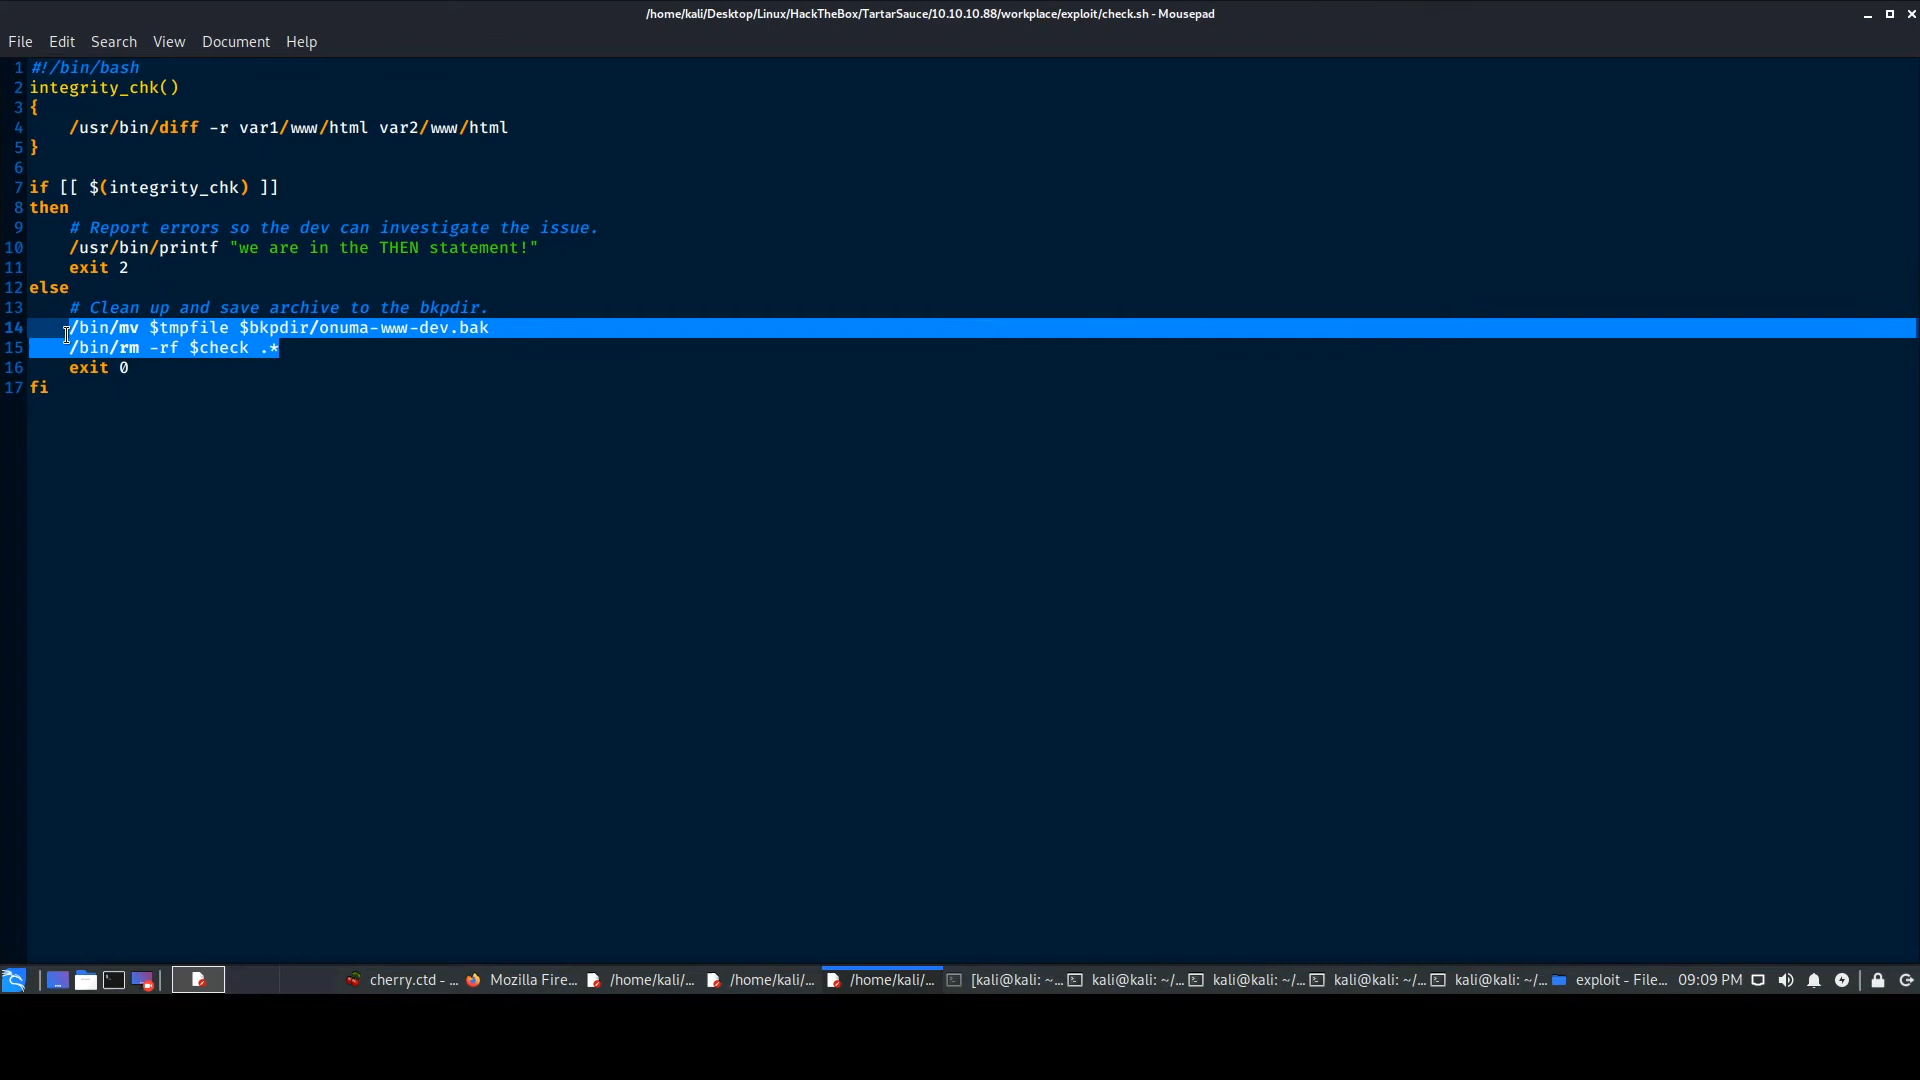 /home/kali/Desktop/Linux/HackTheBox/TartarSauce/10.10.10.88/workplace/exploit/check.sh - Mousepad
File Edit Search View Document Help
1 #!/bin/bash
2 integrity_chk()
3 {
4 /usr/bin/diff -r var1/www/html var2/www/html
5 }
6
7 if [[ $(integrity_chk) ]]
8 then
9 # Report errors so the dev can investigate the issue.
10 /usr/bin/printf "we are in the THEN statement!"
11 exit 2
12 else
13 # Clean up and save archive to the bkpdir.
14 /bin/mv $tmpfile $bkpdir/onuma-www-dev.bak
15 /bin/rm -rf $check .*
16 exit 0
17 fi
cherry.ctd - ... Mozilla Fire... /home/kali/... /home/kali/... /home/kali/... [kali@kali: ~... kali@kali: ~/... kali@kali: ~/... kali@kali: ~/... kali@kali: ~/... exploit - File... 09:09 PM